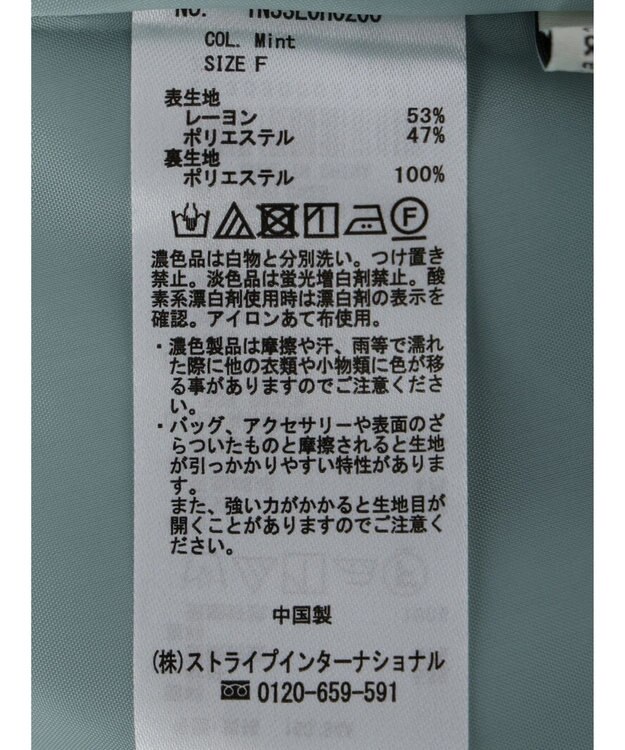 COL. Mint
SIZE F
表生地
レーヨン 53%
ポリエステル 47%
裏生地
ポリエステル 100%
F
濃色品は白物と分別洗い。つけ置き
禁止。淡色品は蛍光増白剤禁止。酸
素系漂白剤使用時は漂白剤の表示を
確認。アイロンあて布使用。
・濃色製品は摩擦や汗、雨等で濡れ
た際に他の衣類や小物類に色が移
る事がありますのでご注意くださ
い。
・バッグ、アクセサリーや表面のざ
らついたものと摩擦されると生地
が引っかかりやすい特性がありま
す。
また、強い力がかかると生地目が
開くことがありますのでご注意く
ださい。
中国製
(株)ストライプインターナショナル
0120-659-591